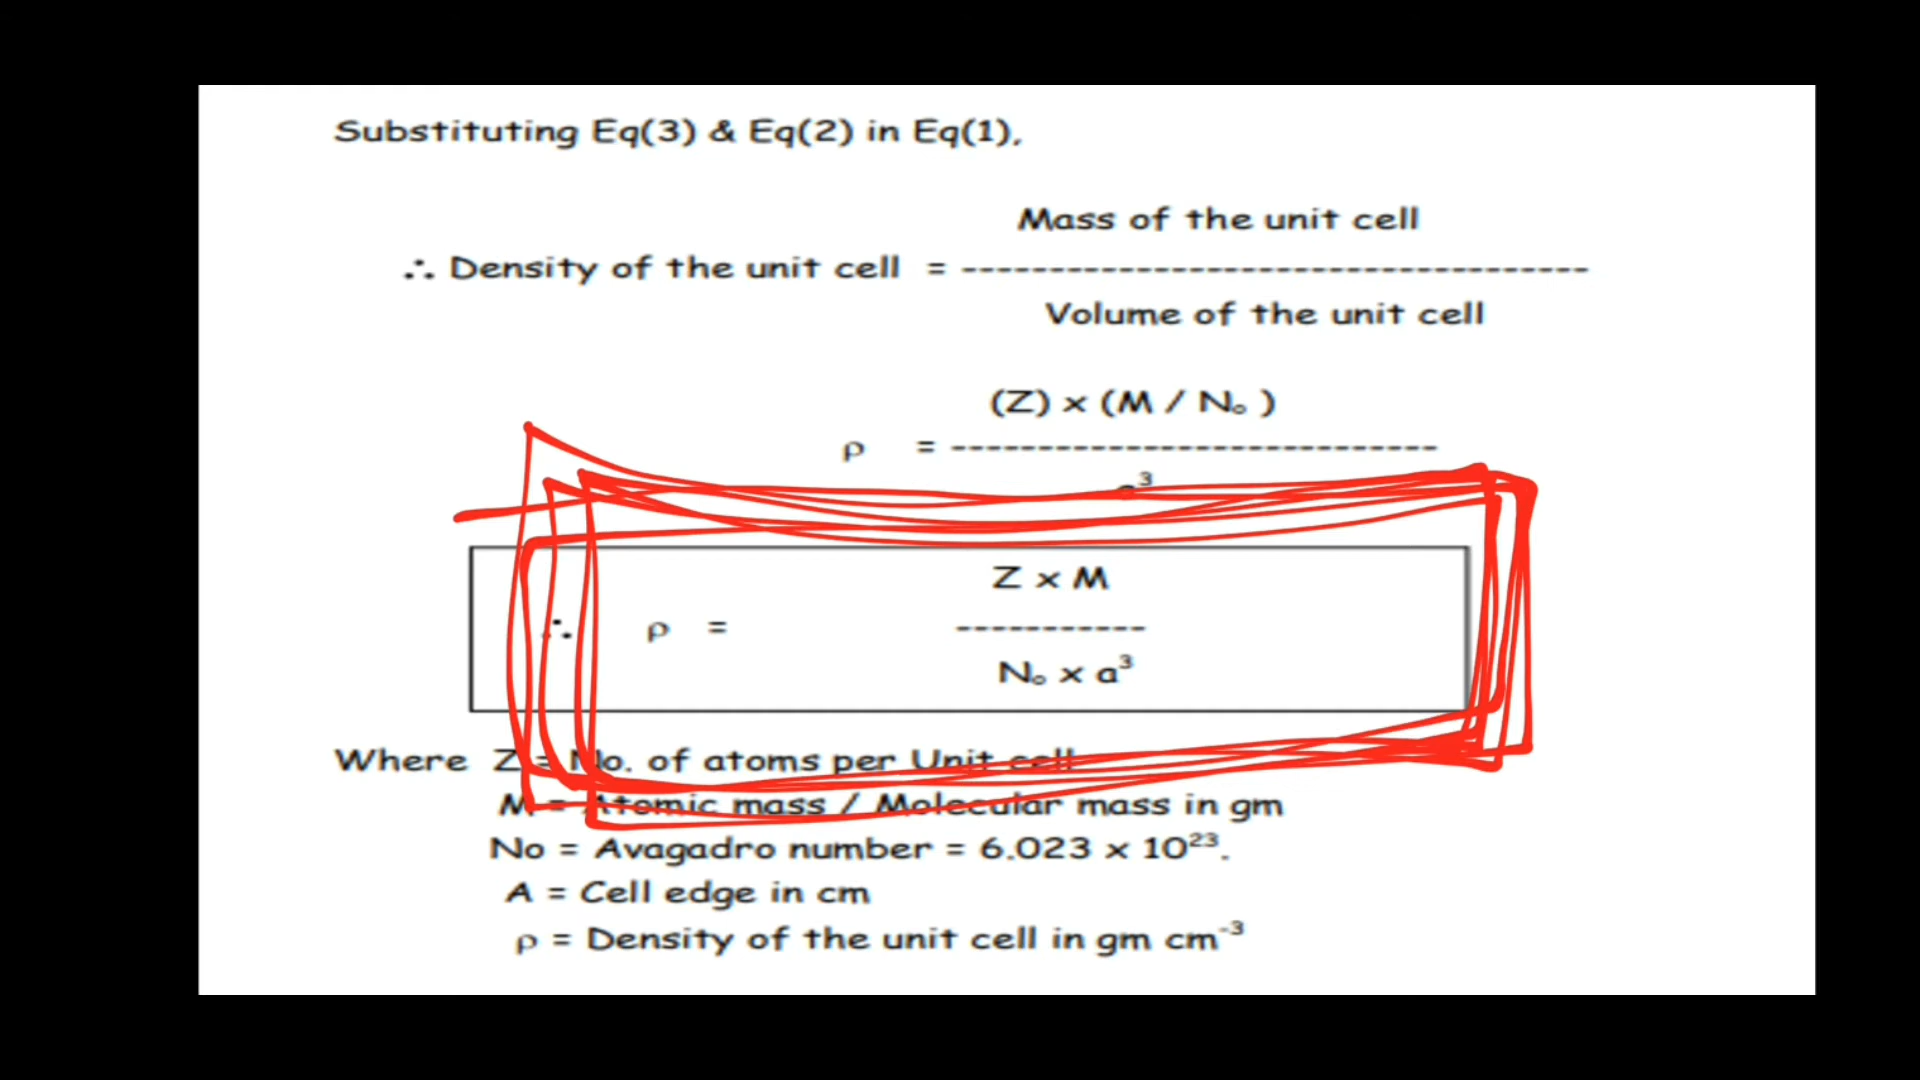 Substituting Eq(3) & Eq(2) in Eq(1),
Mass of the unit cell
∴ Density of the unit cell = ------------------------------------
Volume of the unit cell
(Z) x (M / N₀ )
ρ = ----------------------------
a³
Z x M
∴ ρ = -----------
N₀ x a³
Where Z = No. of atoms per Unit cell
M = Atomic mass / Molecular mass in gm
No = Avagadro number = 6.023 x 10²³.
A = Cell edge in cm
ρ = Density of the unit cell in gm cm⁻³